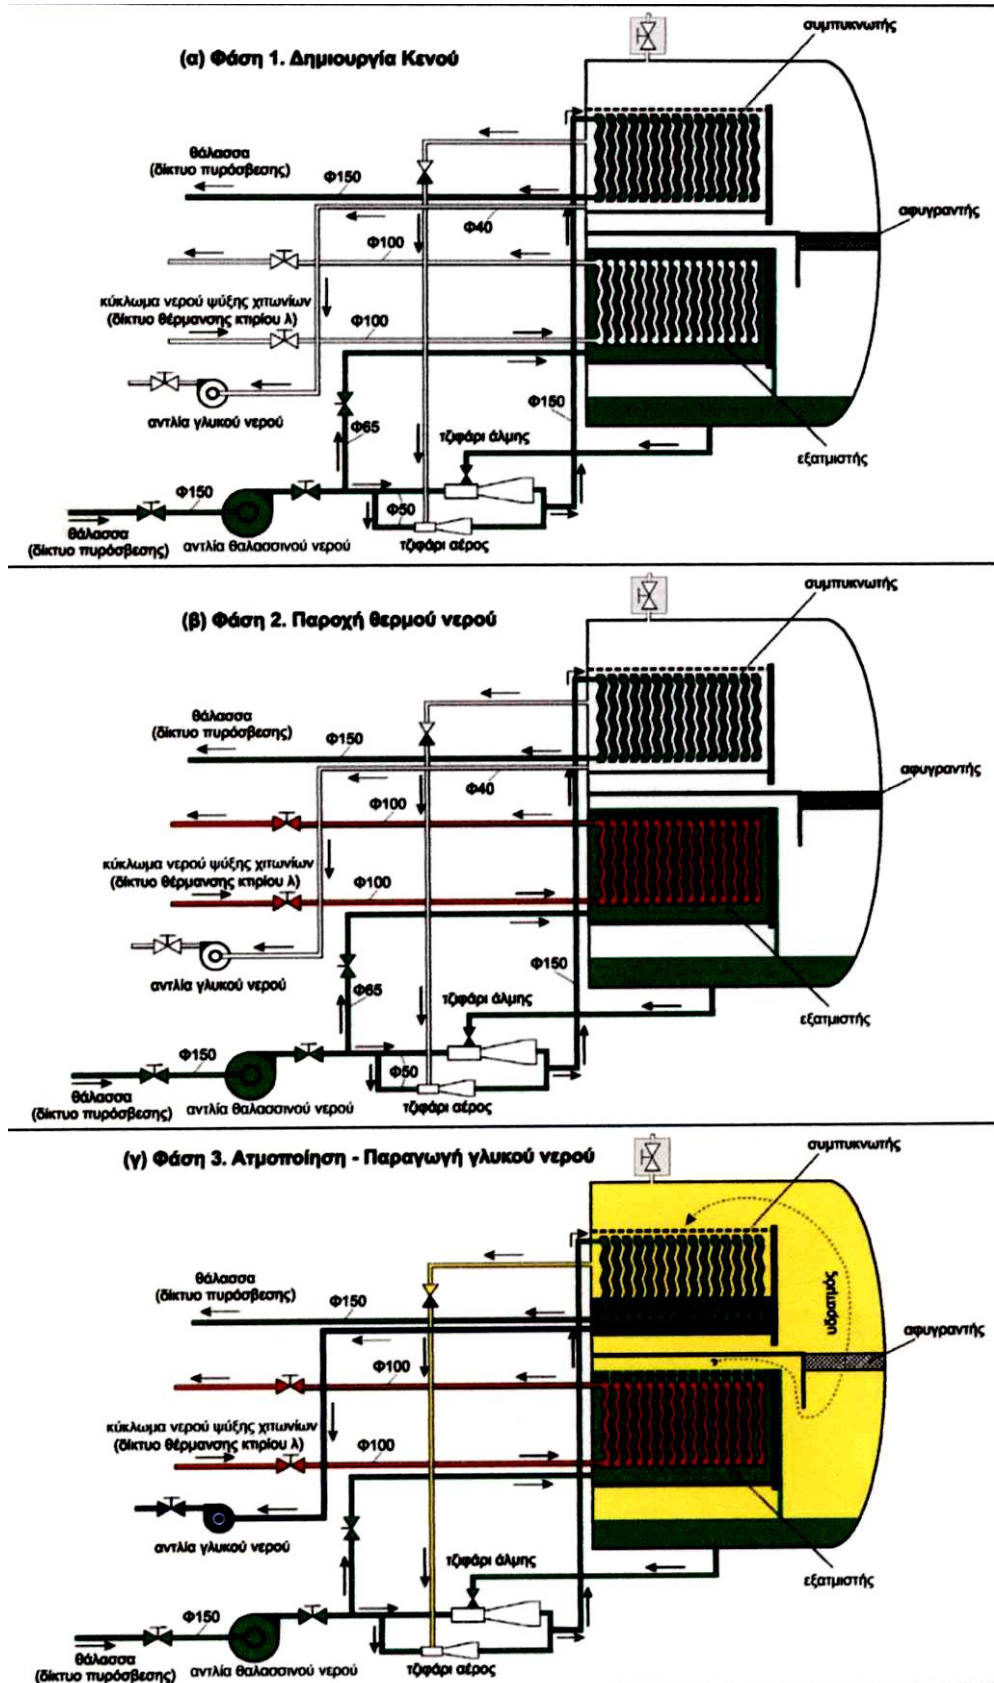 (α) Φάση 1. Δημιουργία Κενού
συμπυκνωτής
θάλασσα
(δίκτυο πυρόσβεσης)
Φ150
αφυγραντής
Φ40
Φ100
κύκλωμα νερού ψύξης χιτωνίων
(δίκτυο θέρμανσης κτιρίου λ)
Φ100
Φ150
αντλία γλυκού νερού
Φ65
τζιφάρι άλμης
εξατμιστής
Φ150
Φ50
θάλασσα
(δίκτυο πυρόσβεσης)
αντλία θαλασσινού νερού
τζιφάρι αέρος
(β) Φάση 2. Παροχή θερμού νερού
συμπυκνωτής
θάλασσα
(δίκτυο πυρόσβεσης)
Φ150
αφυγραντής
Φ40
Φ100
κύκλωμα νερού ψύξης χιτωνίων
(δίκτυο θέρμανσης κτιρίου λ)
Φ100
Φ150
αντλία γλυκού νερού
Φ65
τζιφάρι άλμης
εξατμιστής
Φ150
Φ50
θάλασσα
(δίκτυο πυρόσβεσης)
αντλία θαλασσινού νερού
τζιφάρι αέρος
(γ) Φάση 3. Ατμοποίηση - Παραγωγή γλυκού νερού
συμπυκνωτής
θάλασσα
(δίκτυο πυρόσβεσης)
Φ150
υδρατμός
αφυγραντής
Φ100
κύκλωμα νερού ψύξης χιτωνίων
(δίκτυο θέρμανσης κτιρίου λ)
Φ100
αντλία γλυκού νερού
τζιφάρι άλμης
εξατμιστής
Φ150
θάλασσα
(δίκτυο πυρόσβεσης)
αντλία θαλασσινού νερού
τζιφάρι αέρος